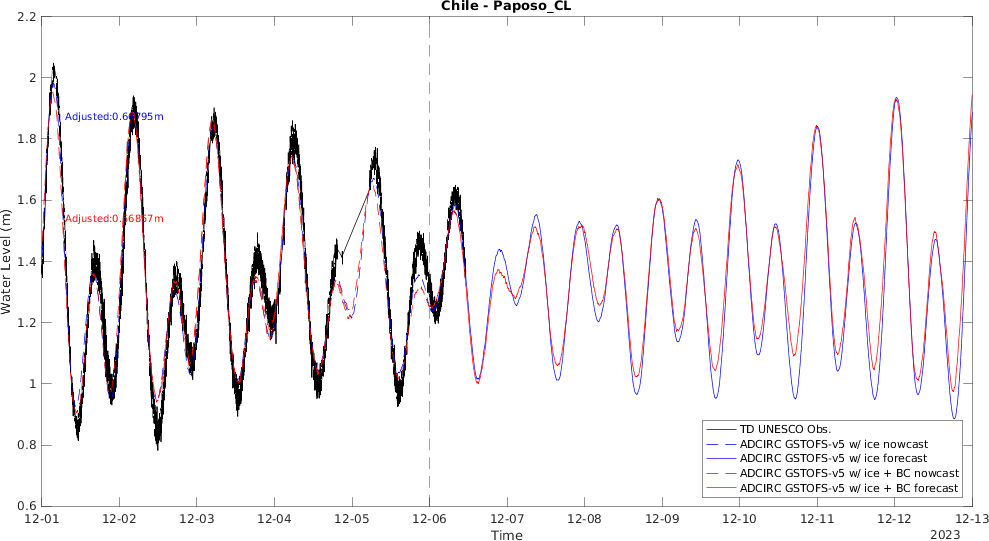 Chile - Paposo_CL
Water Level (m)
2.2
2
1.8
1.6
1.4
1.2
1
0.8
0.6
Adjusted:0.66795m
Adjusted:0.56857m
TD UNESCO Obs.
ADCIRC GSTOFS-v5 w/ ice nowcast
ADCIRC GSTOFS-v5 w/ ice forecast
ADCIRC GSTOFS-v5 w/ ice + BC nowcast
ADCIRC GSTOFS-v5 w/ ice + BC forecast
12-01 12-02 12-03 12-04 12-05 12-06 12-07 12-08 12-09 12-10 12-11 12-12 12-13
Time
2023